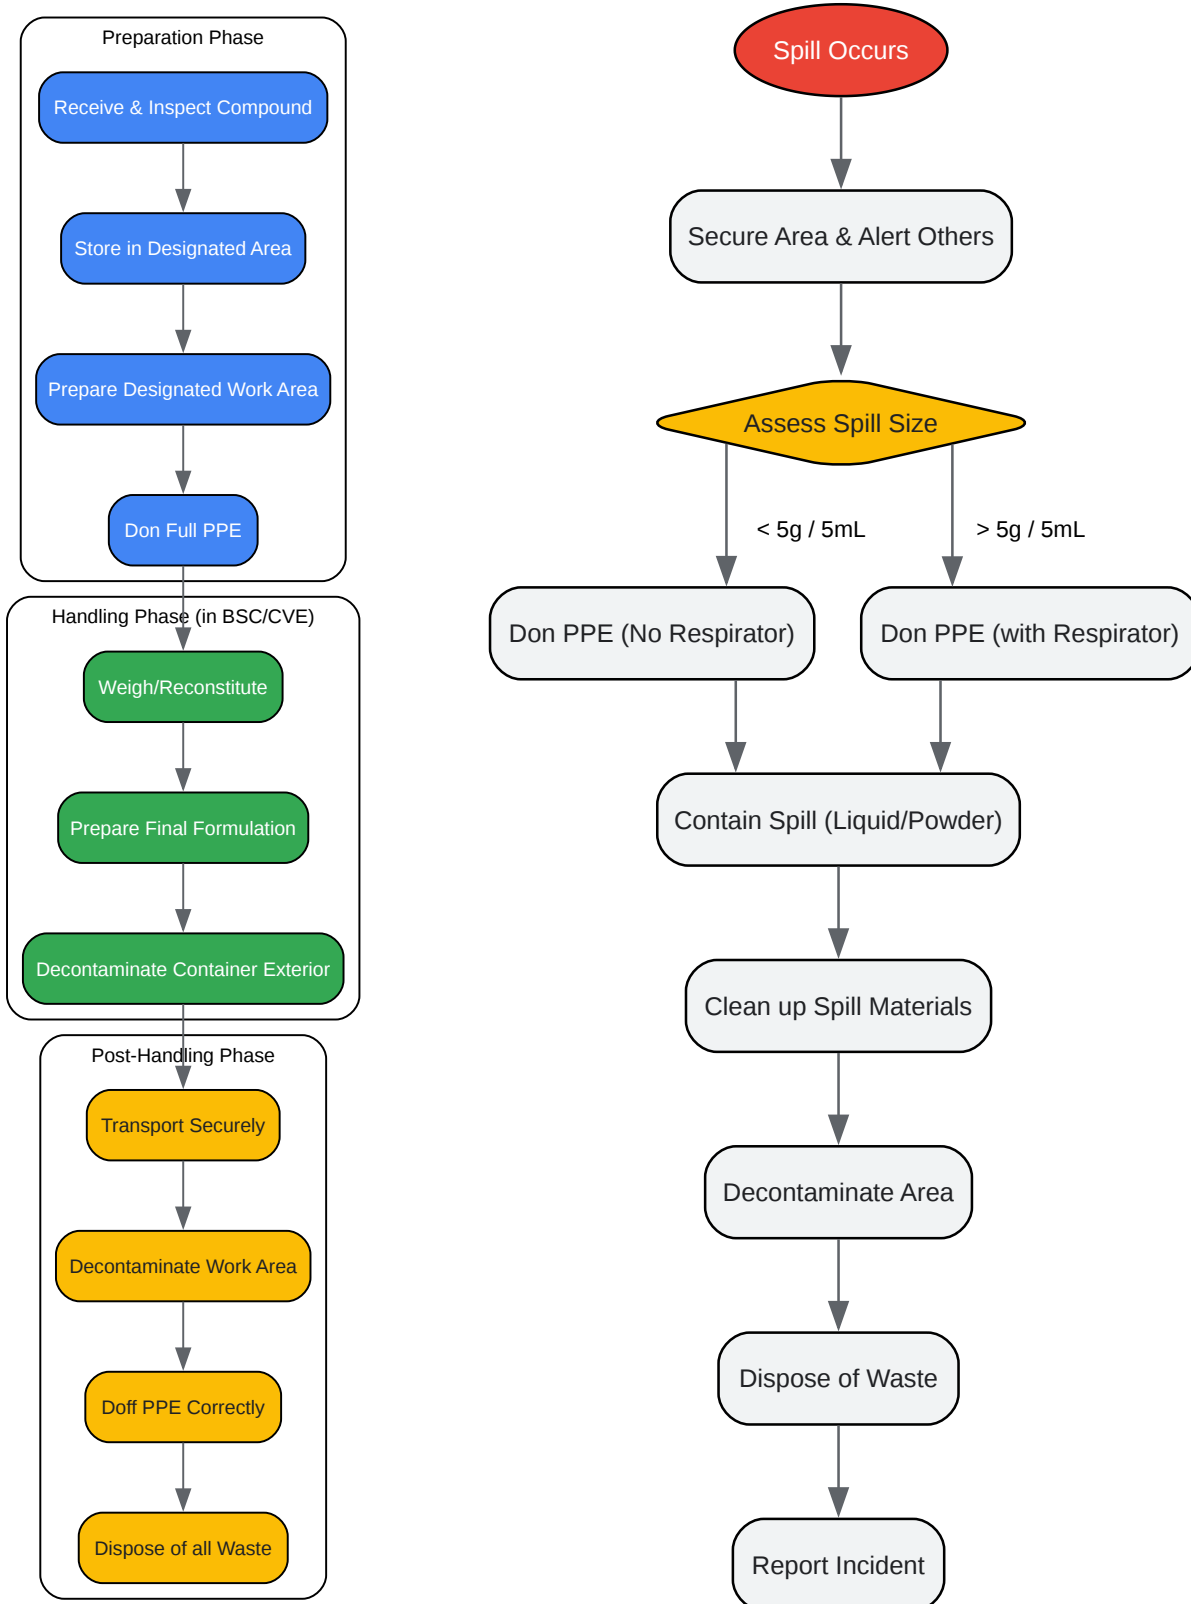 Preparation Phase
Receive & Inspect Compound
Store in Designated Area
Prepare Designated Work Area
Don Full PPE
Handling Phase (in BSC/CVE)
Weigh/Reconstitute
Prepare Final Formulation
Decontaminate Container Exterior
Post-Handling Phase
Transport Securely
Decontaminate Work Area
Doff PPE Correctly
Dispose of all Waste
Spill Occurs
Secure Area & Alert Others
Assess Spill Size
< 5g / 5mL
> 5g / 5mL
Don PPE (No Respirator)
Don PPE (with Respirator)
Contain Spill (Liquid/Powder)
Clean up Spill Materials
Decontaminate Area
Dispose of Waste
Report Incident